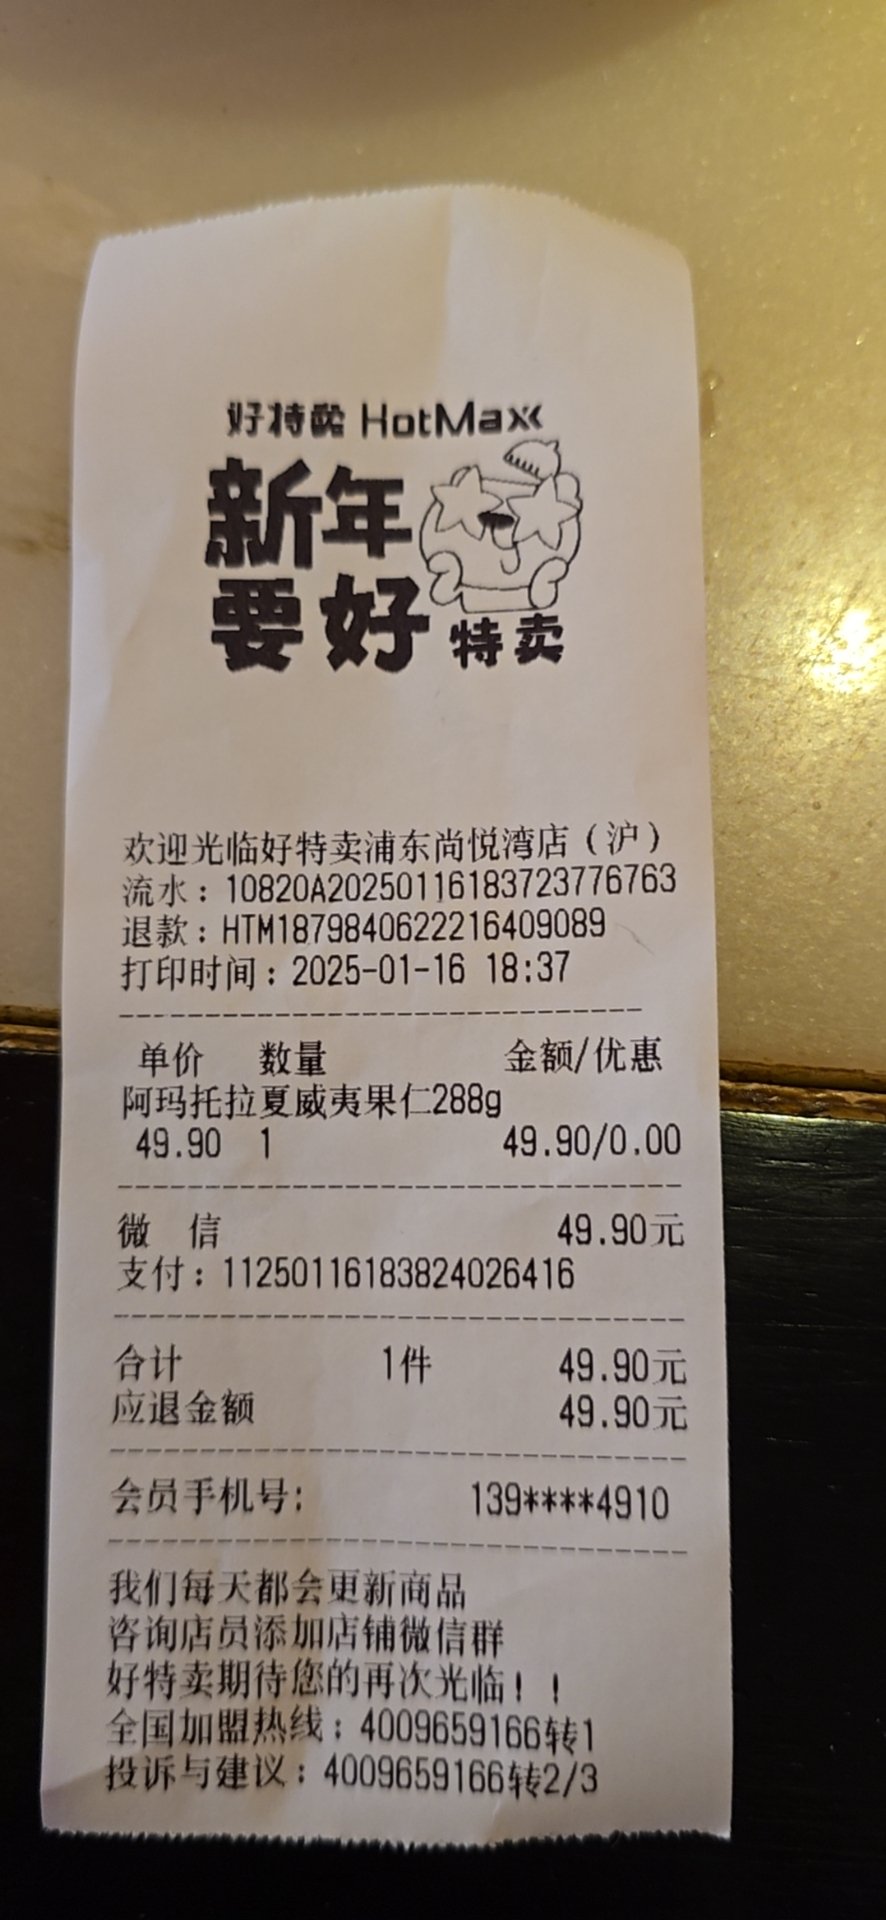 好特卖 HotMaxx
新年
要好特卖
欢迎光临好特卖浦东尚悦湾店（沪）
流水：10820A20250116183723776763
退款：HTM1879840622216409089
打印时间：2025-01-16 18:37
单价 数量 金额/优惠
阿玛托拉夏威夷果仁288g
49.90 1 49.90/0.00
微 信 49.90元
支付：11250116183824026416
合计 1件 49.90元
应退金额 49.90元
会员手机号: 139****4910
我们每天都会更新商品
咨询店员添加店铺微信群
好特卖期待您的再次光临！！
全国加盟热线：4009659166转1
投诉与建议：4009659166转2/3